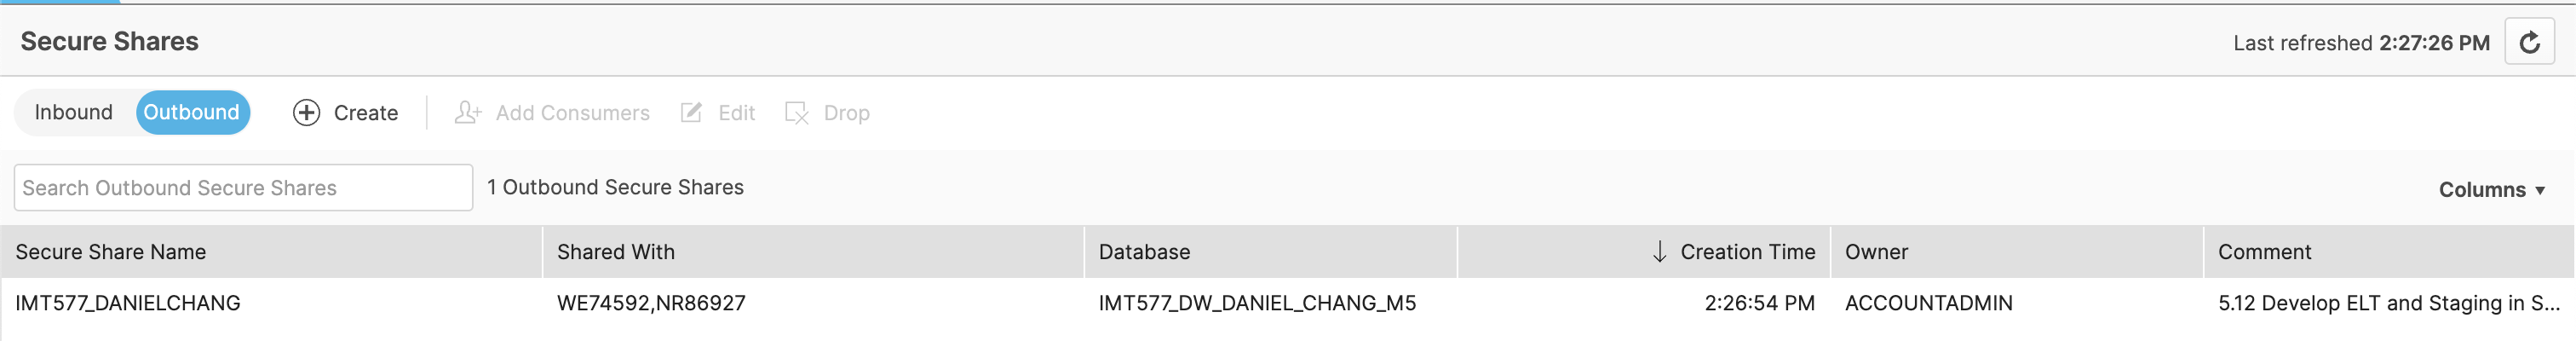 Secure Shares
Last refreshed 2:27:26 PM
Inbound Outbound Create Add Consumers Edit Drop
Search Outbound Secure Shares 1 Outbound Secure Shares Columns
Secure Share Name Shared With Database Creation Time Owner Comment
IMT577_DANIELCHANG WE74592,NR86927 IMT577_DW_DANIEL_CHANG_M5 2:26:54 PM ACCOUNTADMIN 5.12 Develop ELT and Staging in S...